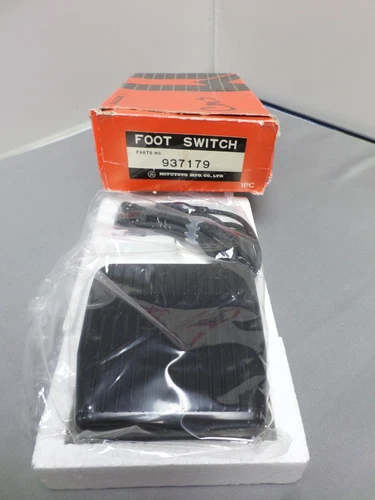 FOOT SWITCH
PARTS NO.
937179
MITUTOYO MFG. CO., LTD.
1PC